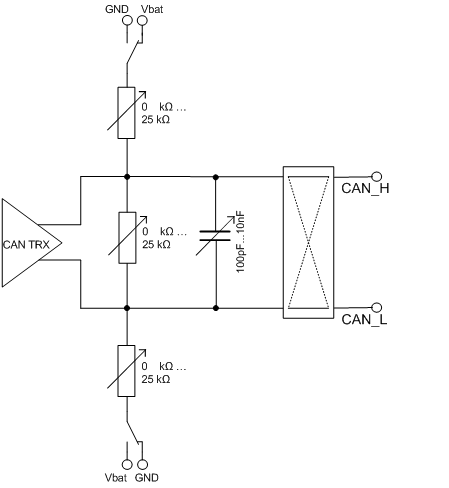 GND Vbat
0 kΩ ...
25 kΩ
CAN_H
CAN TRX
0 kΩ ...
25 kΩ
100pF...10nF
CAN_L
0 kΩ ...
25 kΩ
Vbat GND